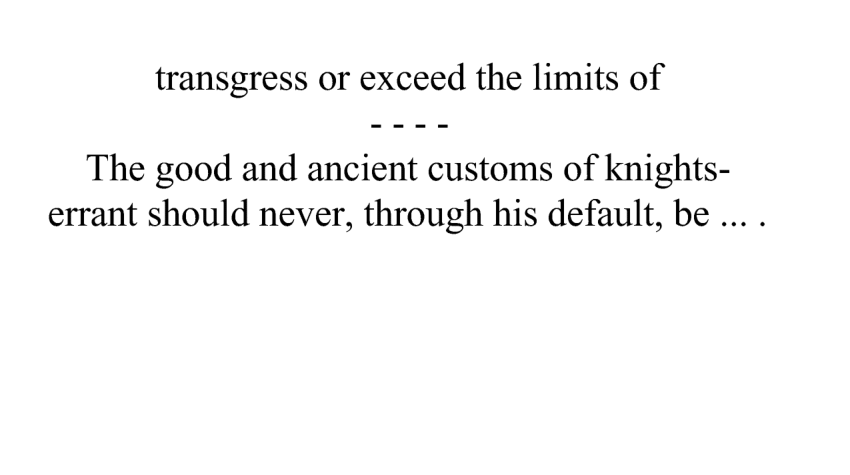 transgress or exceed the limits of
- - - -
The good and ancient customs of knights-
errant should never, through his default, be ... .